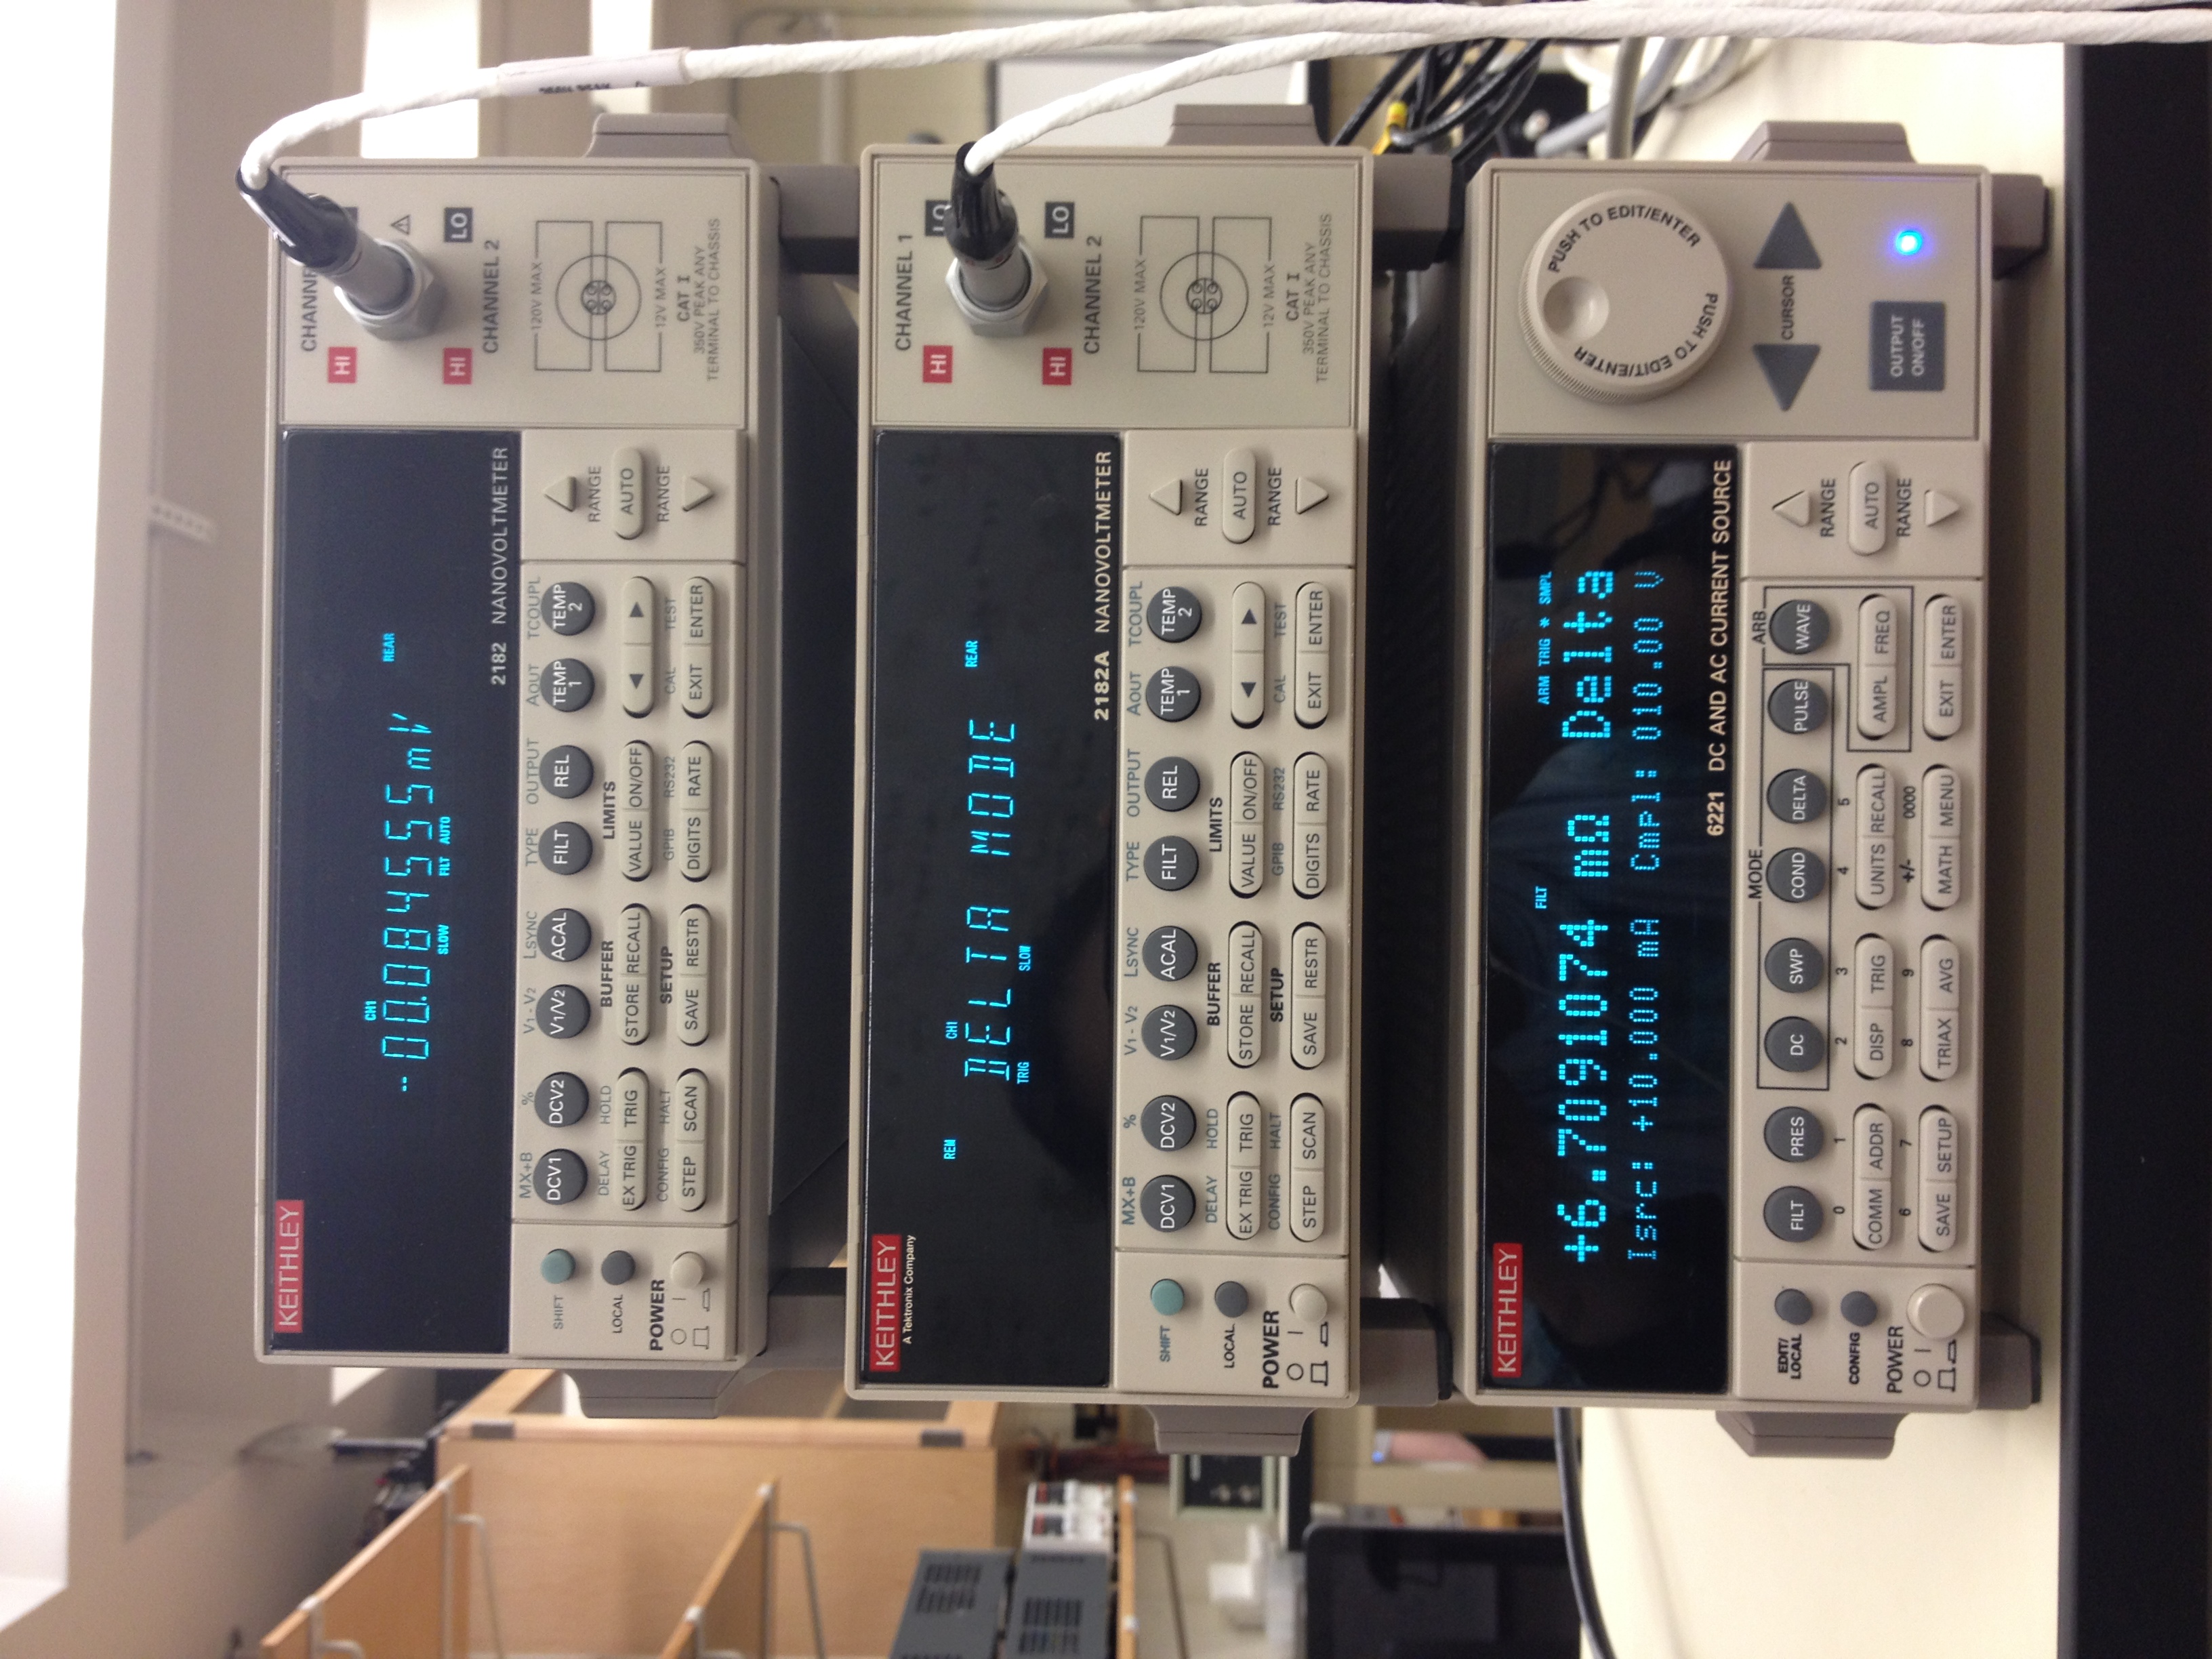 KEITHLEY
CH1
-00.084555mV
REAR
SLOW FILT AUTO
2182 NANOVOLTMETER
MX+B % V1-V2 LSYNC TYPE OUTPUT AOUT TCOUPL
SHIFT DCV1 DCV2 V1/V2 ACAL FILT REL TEMP 1 TEMP 2
DELAY HOLD BUFFER LIMITS
LOCAL EX TRIG TRIG STORE RECALL VALUE ON/OFF
CONFIG HALT SETUP GPIB RS232 CAL TEST
POWER STEP SCAN SAVE RESTR DIGITS RATE EXIT ENTER
RANGE
AUTO
RANGE
HI
HI LO
CHANNEL 2
120V MAX
12V MAX
CAT I
350V PEAK ANY
TERMINAL TO CHASSIS
KEITHLEY
A Tektronix Company
REM CH1
DELTA MODE
REAR
TRIG SLOW
2182A NANOVOLTMETER
MX+B % V1-V2 LSYNC TYPE OUTPUT AOUT TCOUPL
SHIFT DCV1 DCV2 V1/V2 ACAL FILT REL TEMP 1 TEMP 2
DELAY HOLD BUFFER LIMITS
LOCAL EX TRIG TRIG STORE RECALL VALUE ON/OFF
CONFIG HALT SETUP GPIB RS232 CAL TEST
POWER STEP SCAN SAVE RESTR DIGITS RATE EXIT ENTER
RANGE
AUTO
RANGE
CHANNEL 1
HI LO
HI LO
CHANNEL 2
120V MAX
12V MAX
CAT I
350V PEAK ANY
TERMINAL TO CHASSIS
KEITHLEY
FILT ARM TRIG * SMPL
+6.7091074 mΩ Delta
Isrc: +10.000 mA Cmpl: 010.00 V
6221 DC AND AC CURRENT SOURCE
MODE ARB
EDIT/LOCAL FILT PRES DC SWP COND DELTA PULSE WAVE
0 1 2 3 4 5
CONFIG COMM ADDR DISP TRIG UNITS RECALL AMPL FREQ
6 7 8 9 +/- 0000
POWER SAVE SETUP TRIAX AVG MATH MENU EXIT ENTER
RANGE
AUTO
RANGE
PUSH TO EDIT/ENTER
PUSH TO EDIT/ENTER
PUSH TO EDIT/ENTER
CURSOR
OUTPUT
ON/OFF